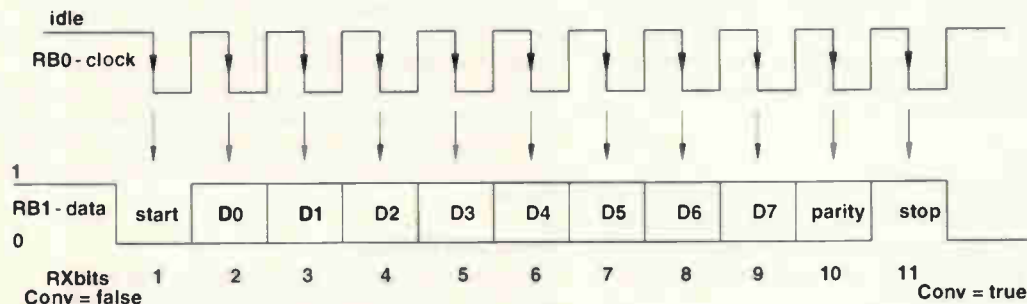 idle
RB0 - clock
1
RB1 - data start D0 D1 D2 D3 D4 D5 D6 D7 parity stop
0
RXbits 1 2 3 4 5 6 7 8 9 10 11
Conv = false Conv = true